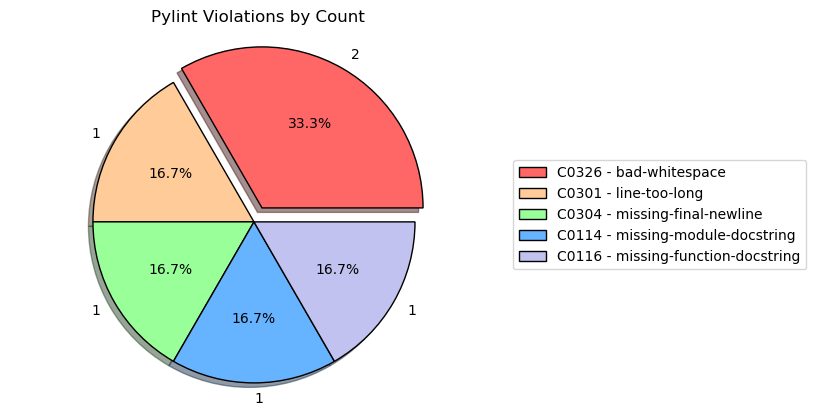 Pylint Violations by Count
2
33.3%
1
16.7%
1
16.7%
1
16.7%
1
16.7%
C0326 - bad-whitespace
C0301 - line-too-long
C0304 - missing-final-newline
C0114 - missing-module-docstring
C0116 - missing-function-docstring